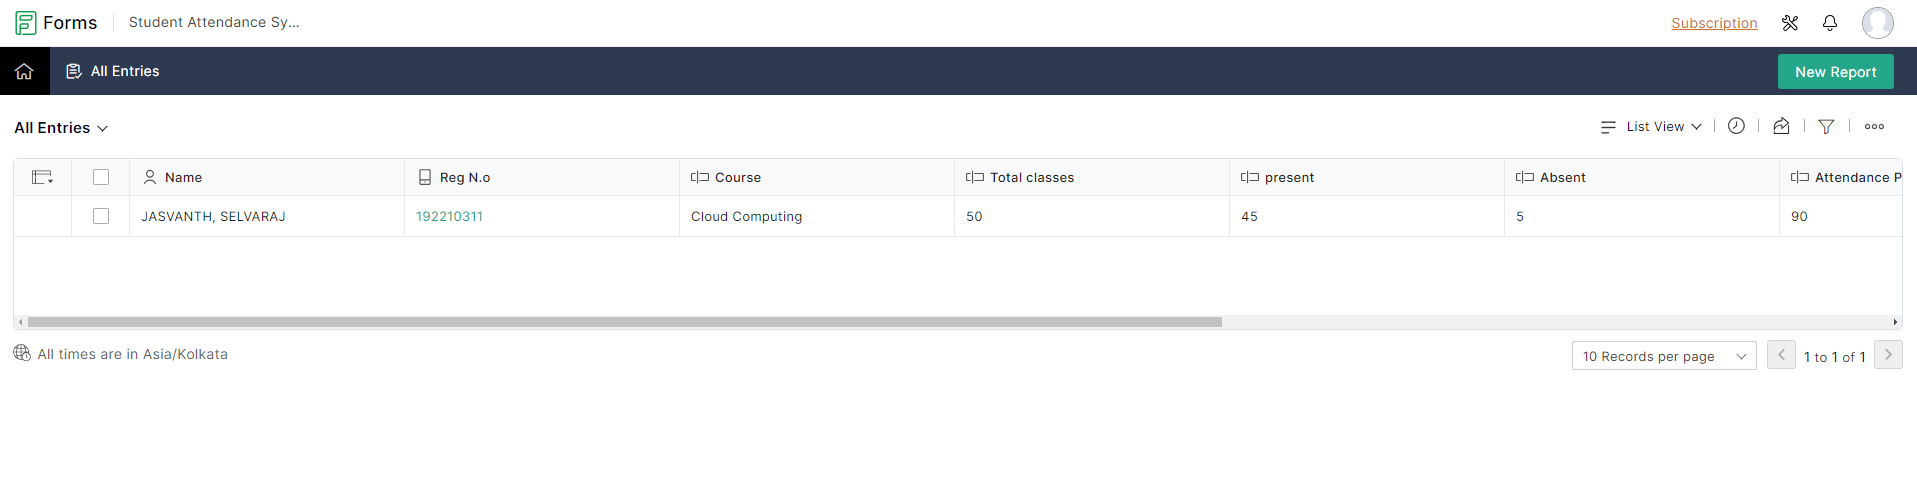 Forms Student Attendance Sy... Subscription
All Entries New Report
All Entries List View
Name Reg N.o Course Total classes present Absent Attendance P
JASVANTH, SELVARAJ 192210311 Cloud Computing 50 45 5 90
All times are in Asia/Kolkata 10 Records per page 1 to 1 of 1